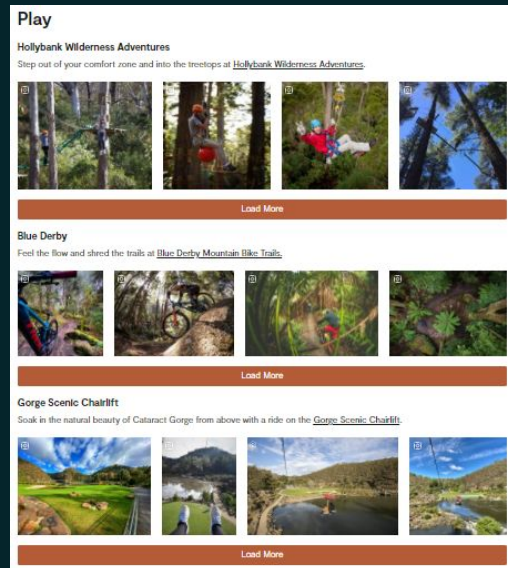 Play
Hollybank Wilderness Adventures
Step out of your comfort zone and into the treetops at Hollybank Wilderness Adventures.
Load More
Blue Derby
Feel the flow and shred the trails at Blue Derby Mountain Bike Trails.
Load More
Gorge Scenic Chairlift
Soak in the natural beauty of Cataract Gorge from above with a ride on the Gorge Scenic Chairlift.
Load More